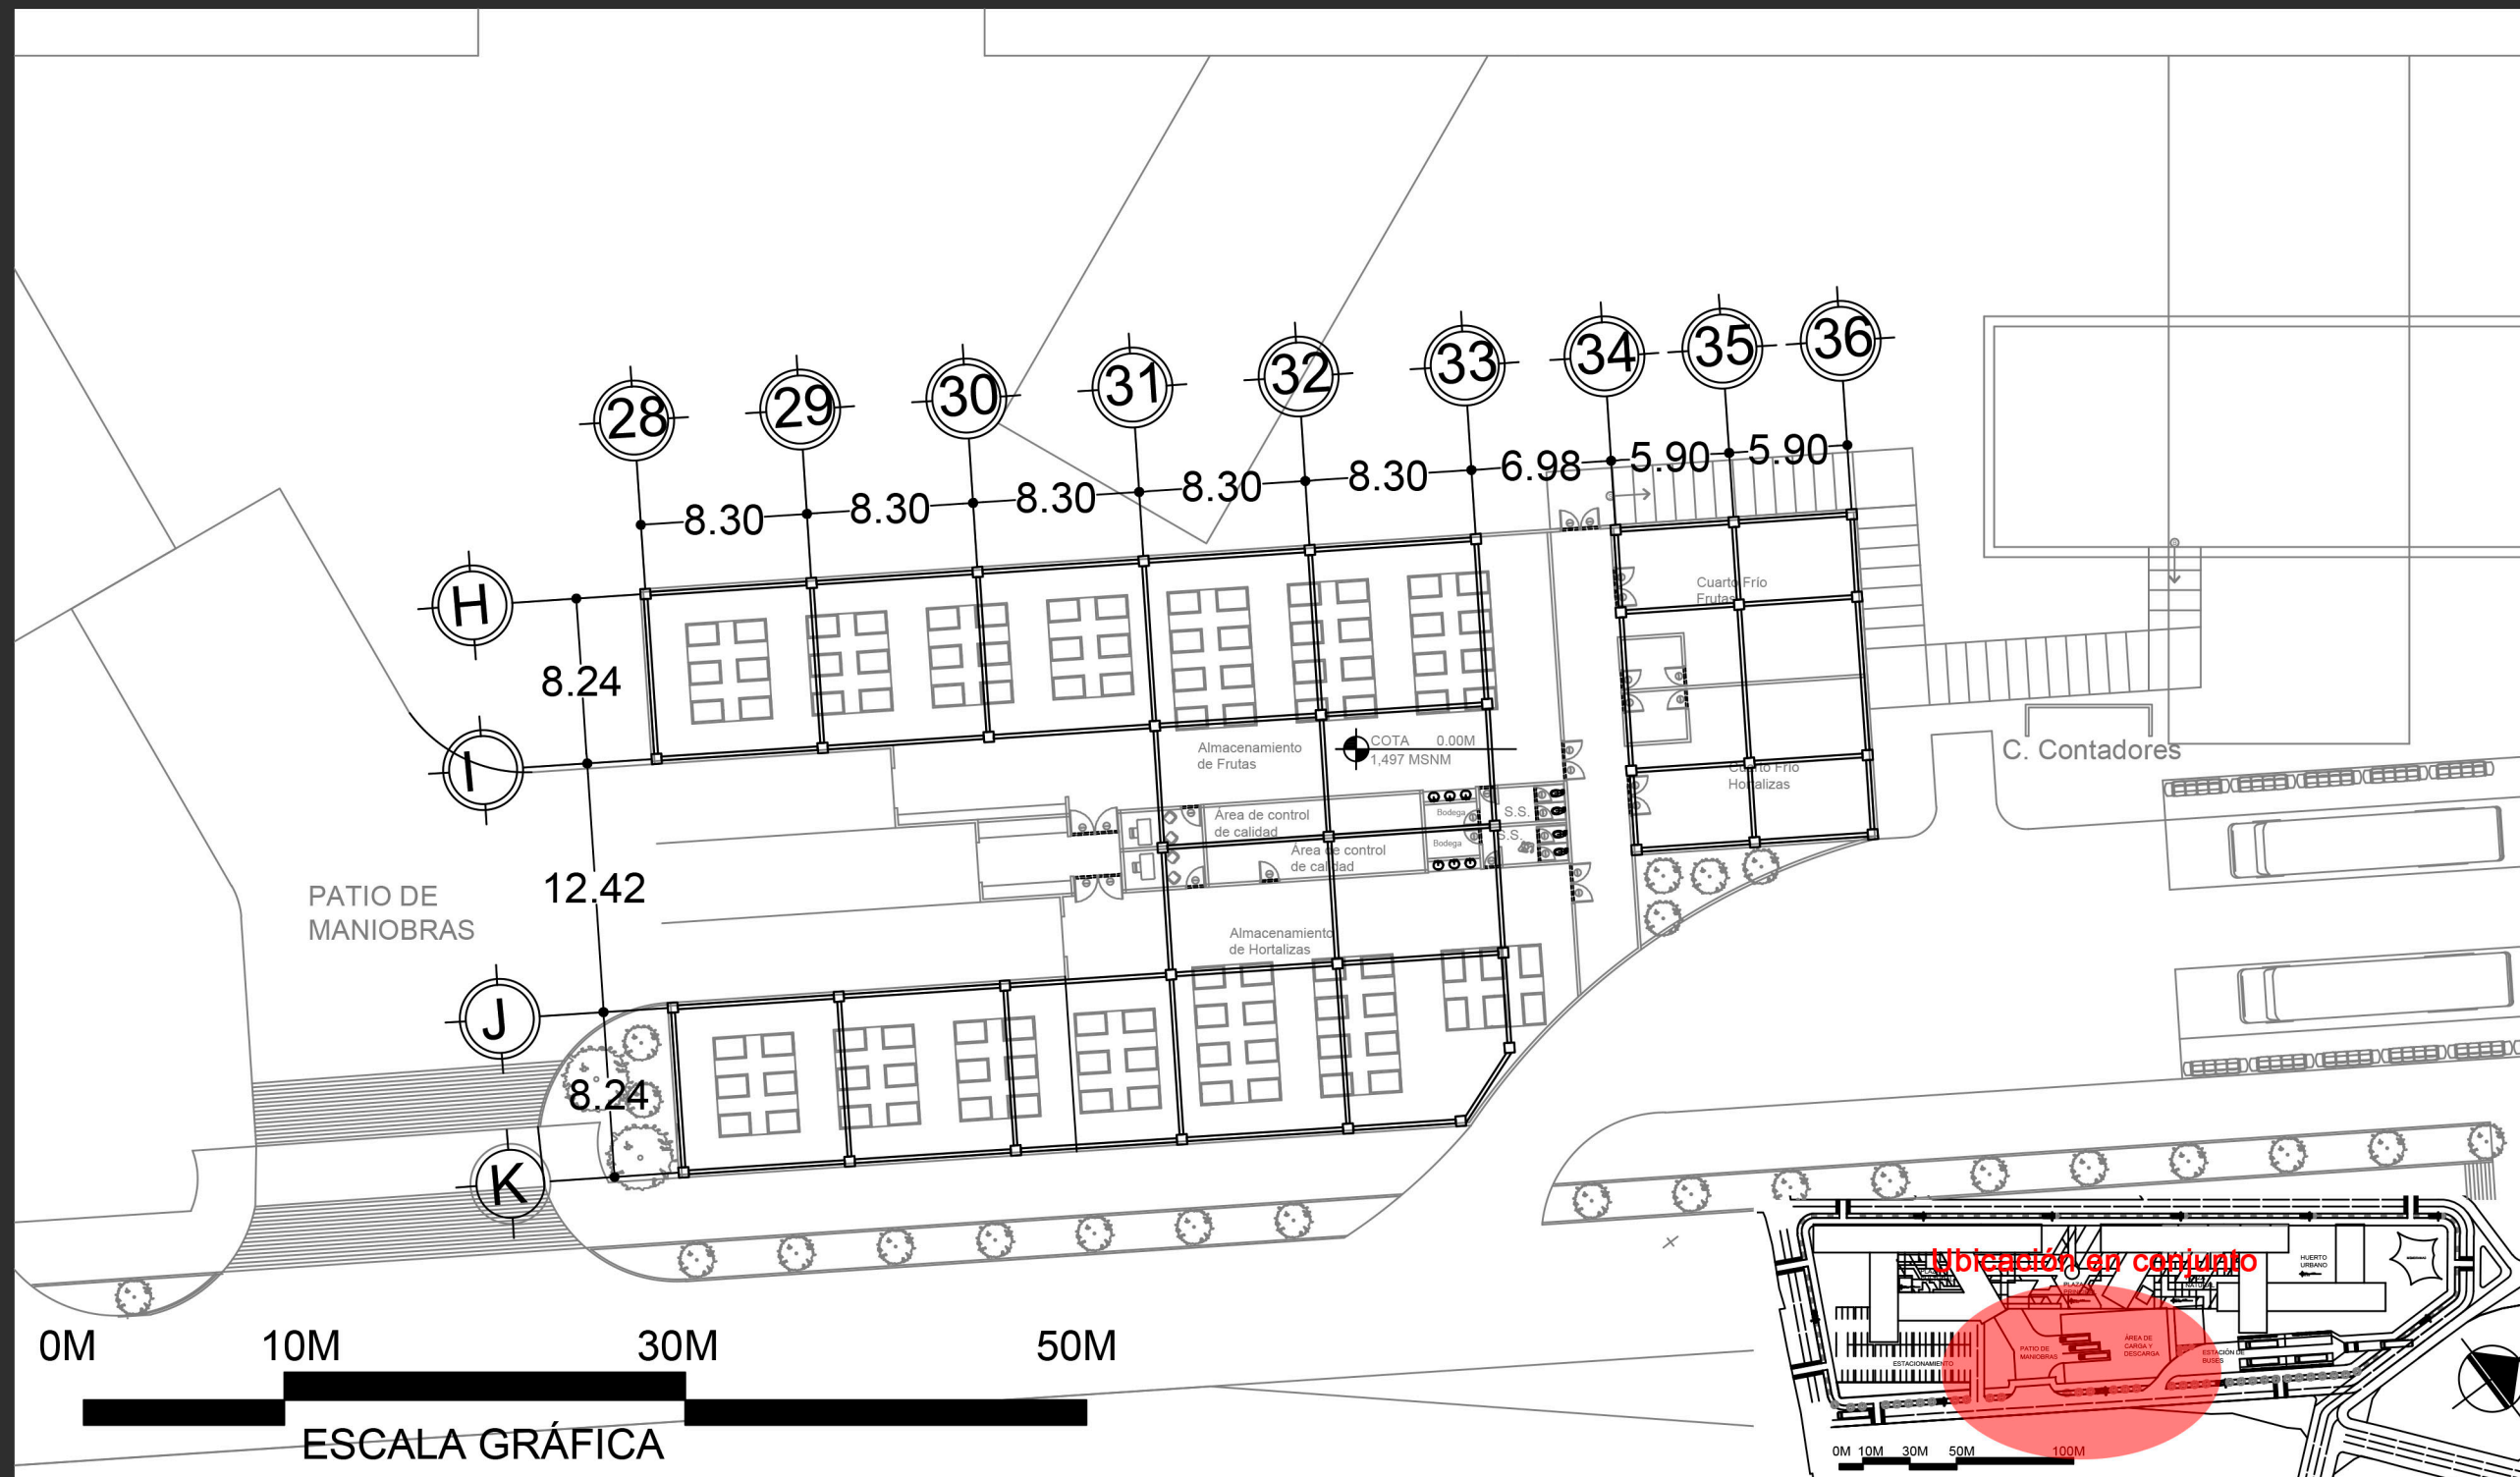 28
29
30
31
32
33
34
35
36
8.30
8.30
8.30
8.30
8.30
6.98
5.90
5.90
H
I
J
K
8.24
12.42
8.24
Cuarto Frío
Frutas
Almacenamiento
de Frutas
COTA 0.00M
1,497 MSNM
Cuarto Frío
Hortalizas
C. Contadores
Área de control
de calidad
Bodega
S.S.
Área de control
de calidad
Bodega
S.S.
PATIO DE
MANIOBRAS
Almacenamiento
de Hortalizas
0M 10M 30M 50M
ESCALA GRÁFICA
Ubicación en conjunto
HUERTO
URBANO
PLAZA
PATIO DE
MANIOBRAS
ÁREA DE
CARGA Y
DESCARGA
ESTACIÓN DE
BUSES
ESTACIONAMIENTO
0M 10M 30M 50M 100M